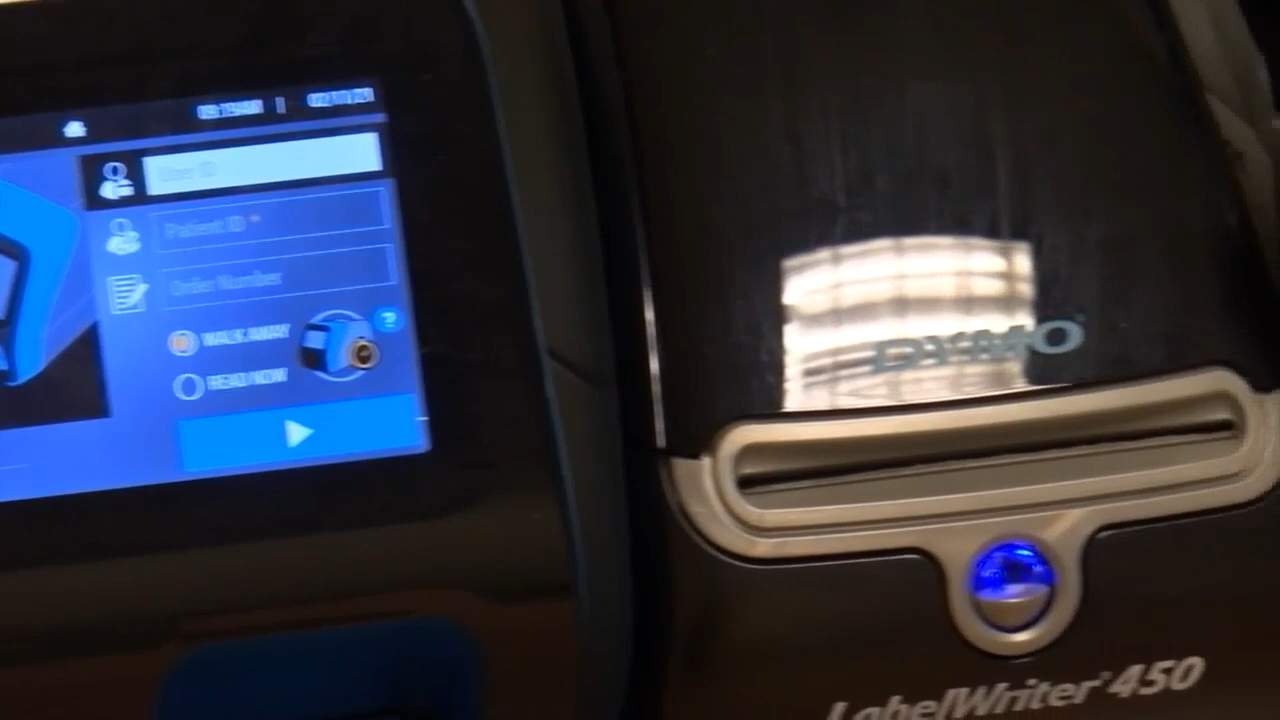 User ID
Patient ID *
Order Number
?
WALK AWAY
READ NOW
DYMO
LabelWriter 450